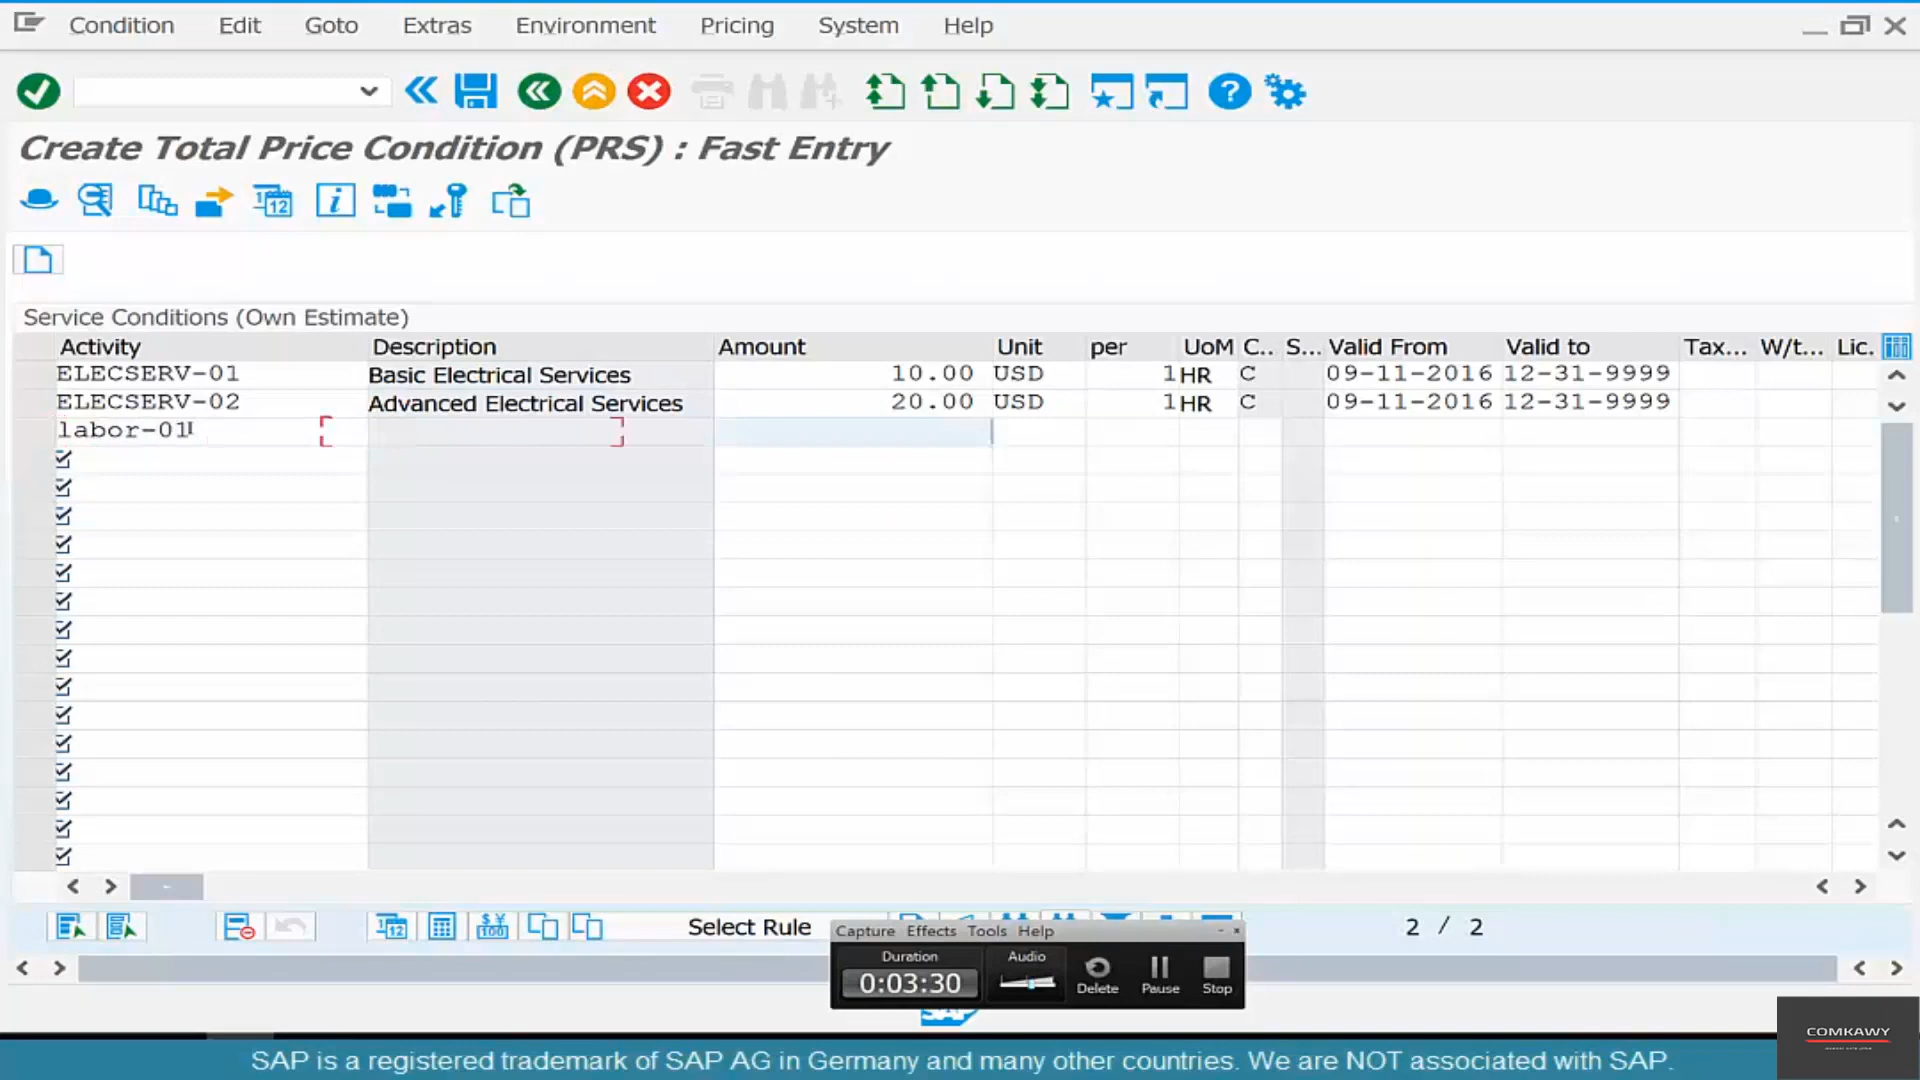 Condition Edit Goto Extras Environment Pricing System Help
Create Total Price Condition (PRS) : Fast Entry
Service Conditions (Own Estimate)
Activity Description Amount Unit per UoM C.. S... Valid From Valid to Tax... W/t... Lic.
ELECSERV-01 Basic Electrical Services 10.00 USD 1 HR C 09-11-2016 12-31-9999
ELECSERV-02 Advanced Electrical Services 20.00 USD 1 HR C 09-11-2016 12-31-9999
labor-01
Select Rule 2 / 2
Capture Effects Tools Help
Duration Audio
0:03:30 Delete Pause Stop
SAP
COMKAWY
SAP is a registered trademark of SAP AG in Germany and many other countries. We are NOT associated with SAP.